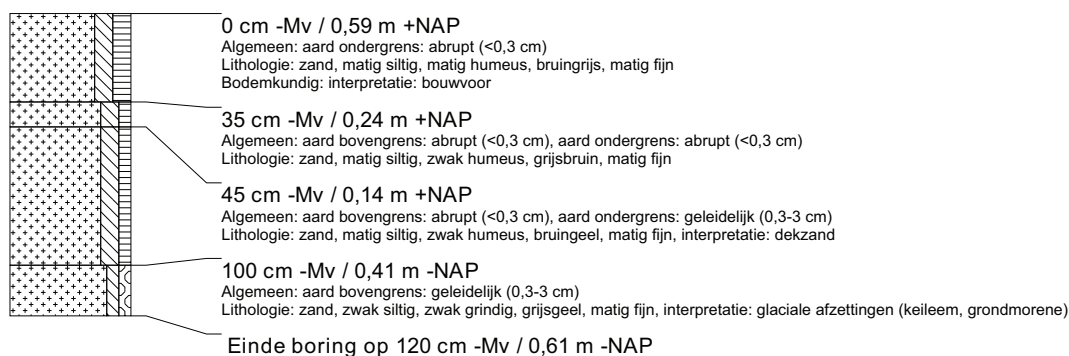 0 cm -Mv / 0,59 m +NAP
Algemeen: aard ondergrens: abrupt (<0,3 cm)
Lithologie: zand, matig siltig, matig humeus, bruingrijs, matig fijn
Bodemkundig: interpretatie: bouwvoor
35 cm -Mv / 0,24 m +NAP
Algemeen: aard bovengrens: abrupt (<0,3 cm), aard ondergrens: abrupt (<0,3 cm)
Lithologie: zand, matig siltig, zwak humeus, grijsbruin, matig fijn
45 cm -Mv / 0,14 m +NAP
Algemeen: aard bovengrens: abrupt (<0,3 cm), aard ondergrens: geleidelijk (0,3-3 cm)
Lithologie: zand, matig siltig, zwak humeus, bruingeel, matig fijn, interpretatie: dekzand
100 cm -Mv / 0,41 m -NAP
Algemeen: aard bovengrens: geleidelijk (0,3-3 cm)
Lithologie: zand, zwak siltig, zwak grindig, grijsgeel, matig fijn, interpretatie: glaciale afzettingen (keileem, grondmorene)
Einde boring op 120 cm -Mv / 0,61 m -NAP